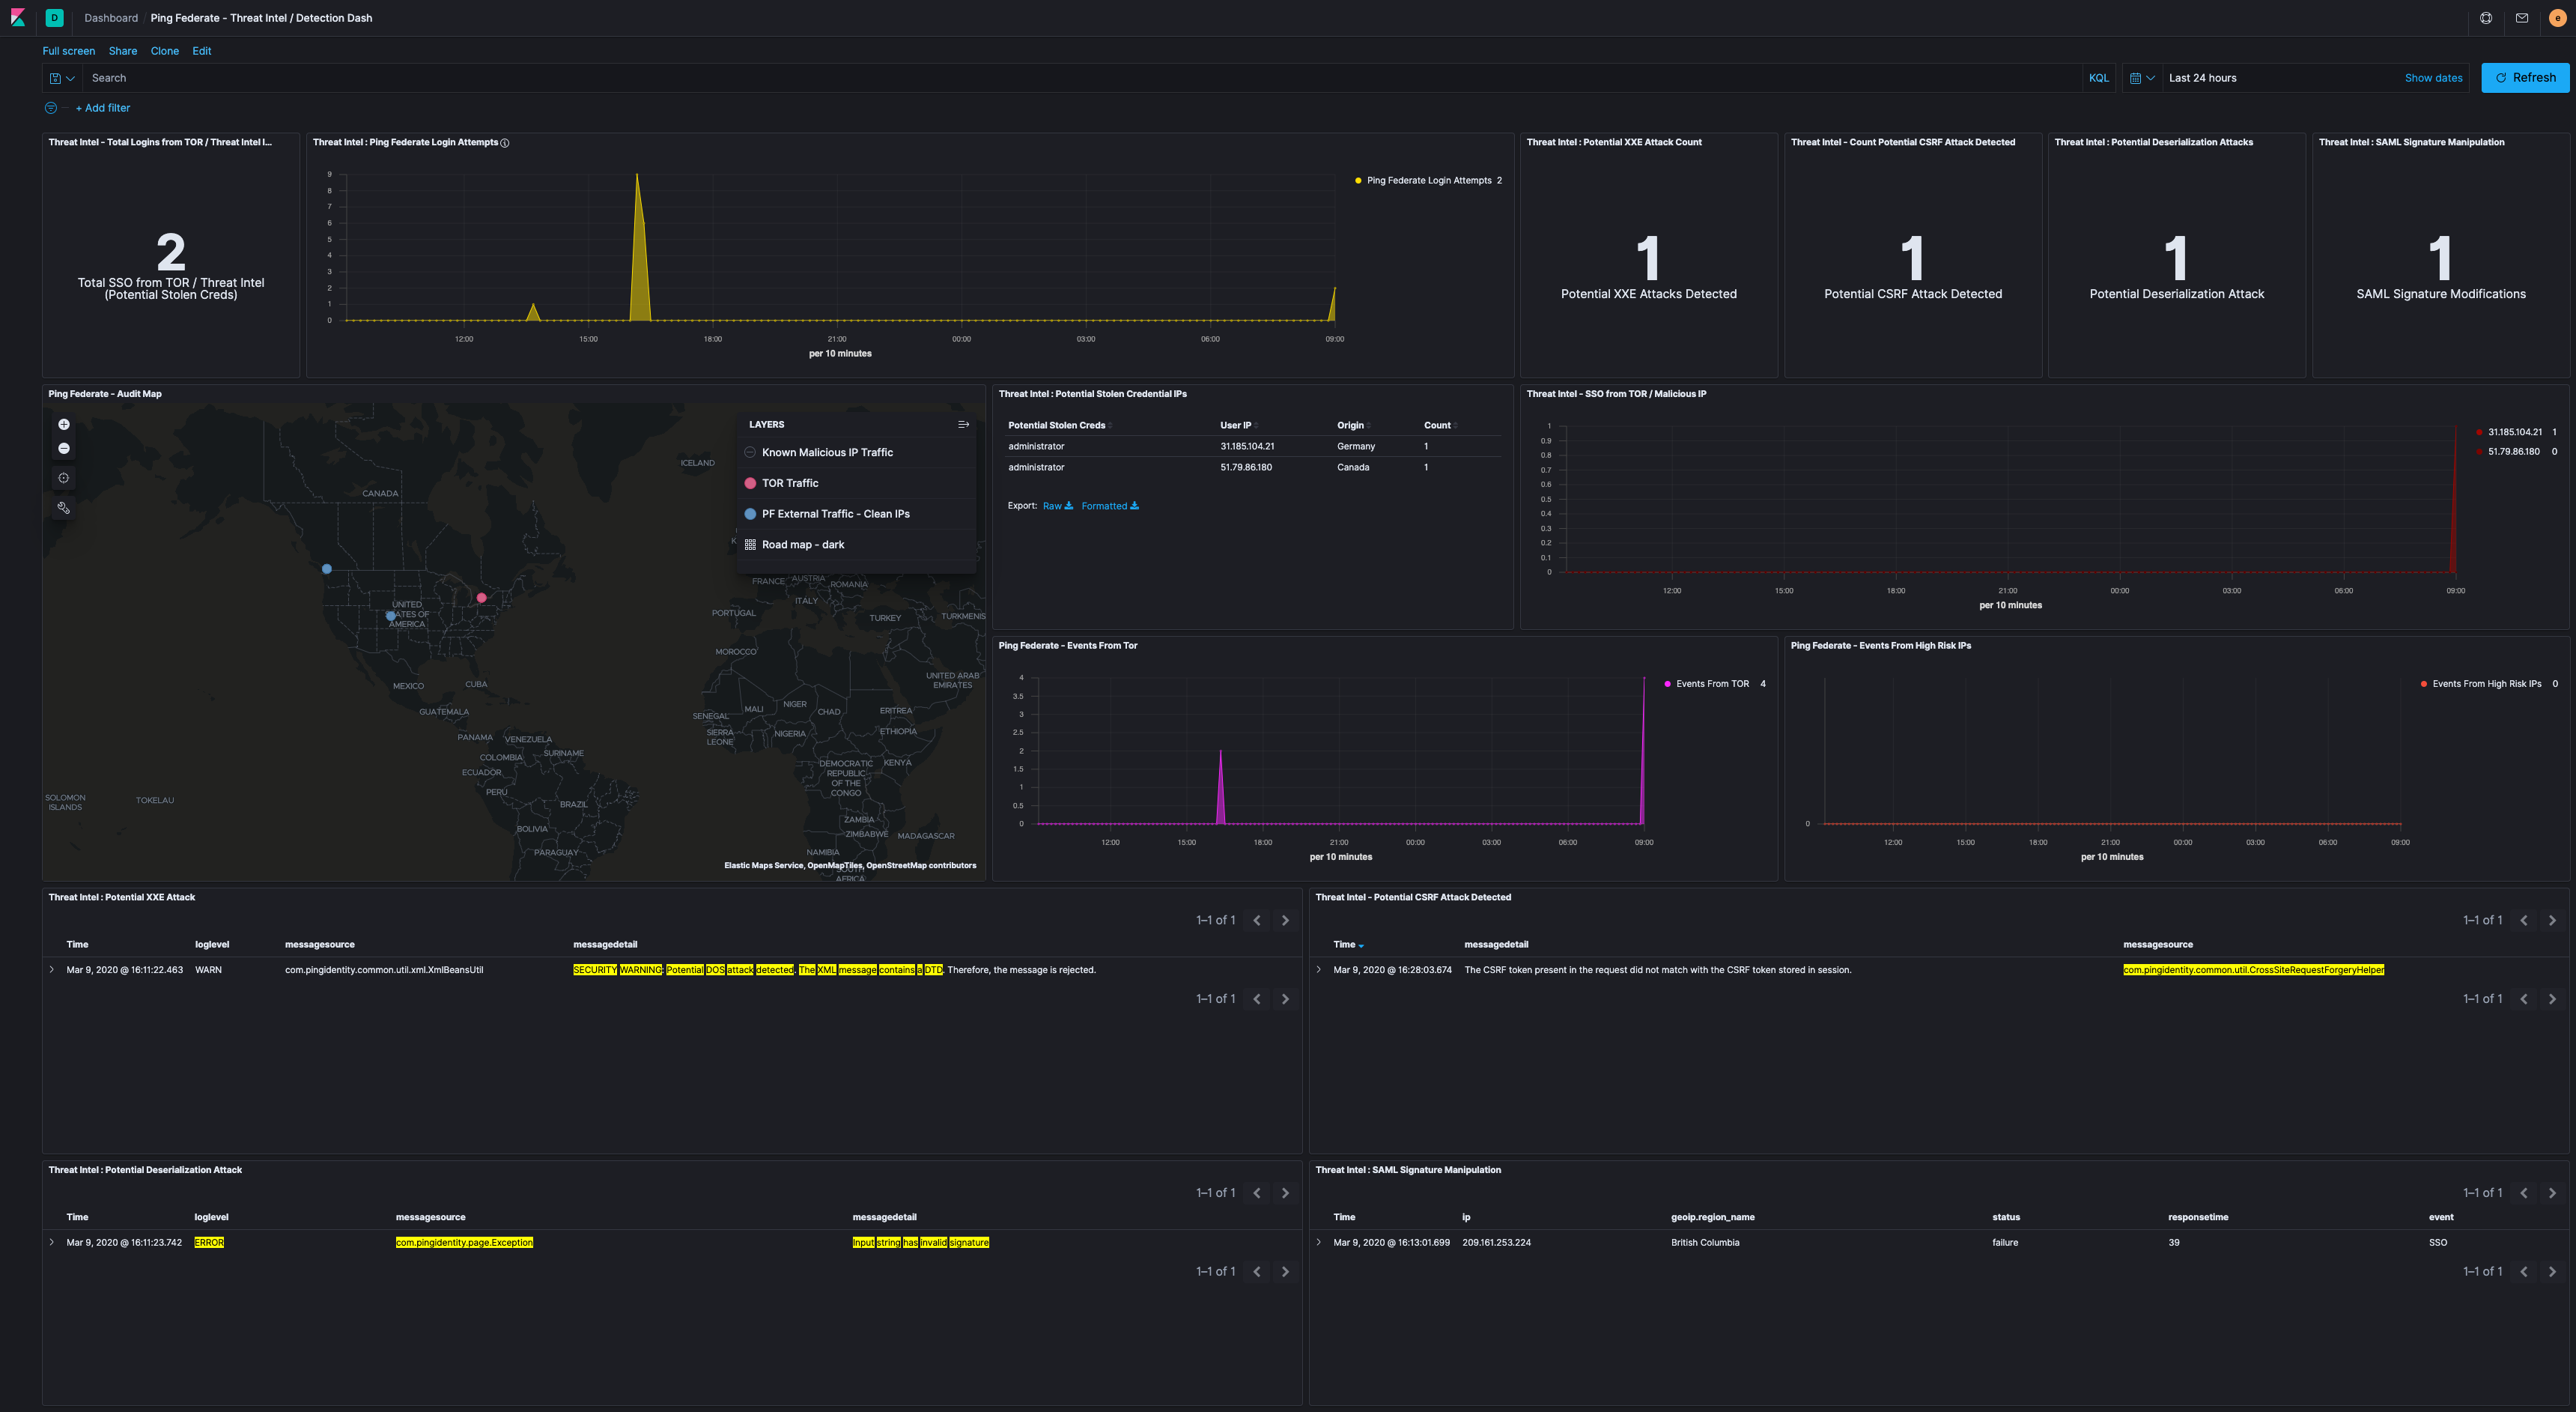 D Dashboard / Ping Federate - Threat Intel / Detection Dash e
Full screen Share Clone Edit
Search KQL Last 24 hours Show dates Refresh
+ Add filter
Threat Intel - Total Logins from TOR / Threat Intel I...
2
Total SSO from TOR / Threat Intel
(Potential Stolen Creds)
Threat Intel : Ping Federate Login Attempts
9
8
7
6
5
4
3
2
1
0
12:00 15:00 18:00 21:00 00:00 03:00 06:00 09:00
per 10 minutes
Ping Federate Login Attempts 2
Threat Intel : Potential XXE Attack Count
1
Potential XXE Attacks Detected
Threat Intel - Count Potential CSRF Attack Detected
1
Potential CSRF Attack Detected
Threat Intel : Potential Deserialization Attacks
1
Potential Deserialization Attack
Threat Intel : SAML Signature Manipulation
1
SAML Signature Modifications
Ping Federate - Audit Map
LAYERS
Known Malicious IP Traffic
TOR Traffic
PF External Traffic - Clean IPs
Road map - dark
ICELAND
CANADA
FRANCE
AUSTRIA
ROMANIA
ITALY
UNITED
STATES OF
AMERICA
PORTUGAL
TURKEY
TURKMENIS
MOROCCO
UNITED ARAB
EMIRATES
MEXICO
CUBA
GUATEMALA
MALI
NIGER
CHAD
ERITREA
SENEGAL
SIERRA
LEONE
NIGERIA
ETHIOPIA
PANAMA
VENEZUELA
COLOMBIA
SURINAME
ECUADOR
DEMOCRATIC
REPUBLIC
OF THE
CONGO
KENYA
PERU
BRAZIL
SOLOMON
ISLANDS
TOKELAU
ZAMBIA
BOLIVIA
ZIMBABWE
MADAGASCAR
PARAGUAY
NAMIBIA
SOUTH
AFRICA
Elastic Maps Service, OpenMapTiles, OpenStreetMap contributors
Threat Intel : Potential Stolen Credential IPs
Potential Stolen Creds User IP Origin Count
administrator 31.185.104.21 Germany 1
administrator 51.79.86.180 Canada 1
Export: Raw Formatted
Threat Intel - SSO from TOR / Malicious IP
1
0.9
0.8
0.7
0.6
0.5
0.4
0.3
0.2
0.1
0
12:00 15:00 18:00 21:00 00:00 03:00 06:00 09:00
per 10 minutes
31.185.104.21 1
51.79.86.180 0
Ping Federate - Events From Tor
4
3.5
3
2.5
2
1.5
1
0.5
0
12:00 15:00 18:00 21:00 00:00 03:00 06:00 09:00
per 10 minutes
Events From TOR 4
Ping Federate - Events From High Risk IPs
0
12:00 15:00 18:00 21:00 00:00 03:00 06:00 09:00
per 10 minutes
Events From High Risk IPs 0
Threat Intel : Potential XXE Attack
1–1 of 1
Time loglevel messagesource messagedetail
Mar 9, 2020 @ 16:11:22.463 WARN com.pingidentity.common.util.xml.XmlBeansUtil SECURITY WARNING: Potential DOS attack detected. The XML message contains a DTD. Therefore, the message is rejected.
1–1 of 1
Threat Intel - Potential CSRF Attack Detected
1–1 of 1
Time messagedetail messagesource
Mar 9, 2020 @ 16:28:03.674 The CSRF token present in the request did not match with the CSRF token stored in session. com.pingidentity.common.util.CrossSiteRequestForgeryHelper
1–1 of 1
Threat Intel : Potential Deserialization Attack
1–1 of 1
Time loglevel messagesource messagedetail
Mar 9, 2020 @ 16:11:23.742 ERROR com.pingidentity.page.Exception Input string has invalid signature
1–1 of 1
Threat Intel : SAML Signature Manipulation
1–1 of 1
Time ip geoip.region_name status responsetime event
Mar 9, 2020 @ 16:13:01.699 209.161.253.224 British Columbia failure 39 SSO
1–1 of 1